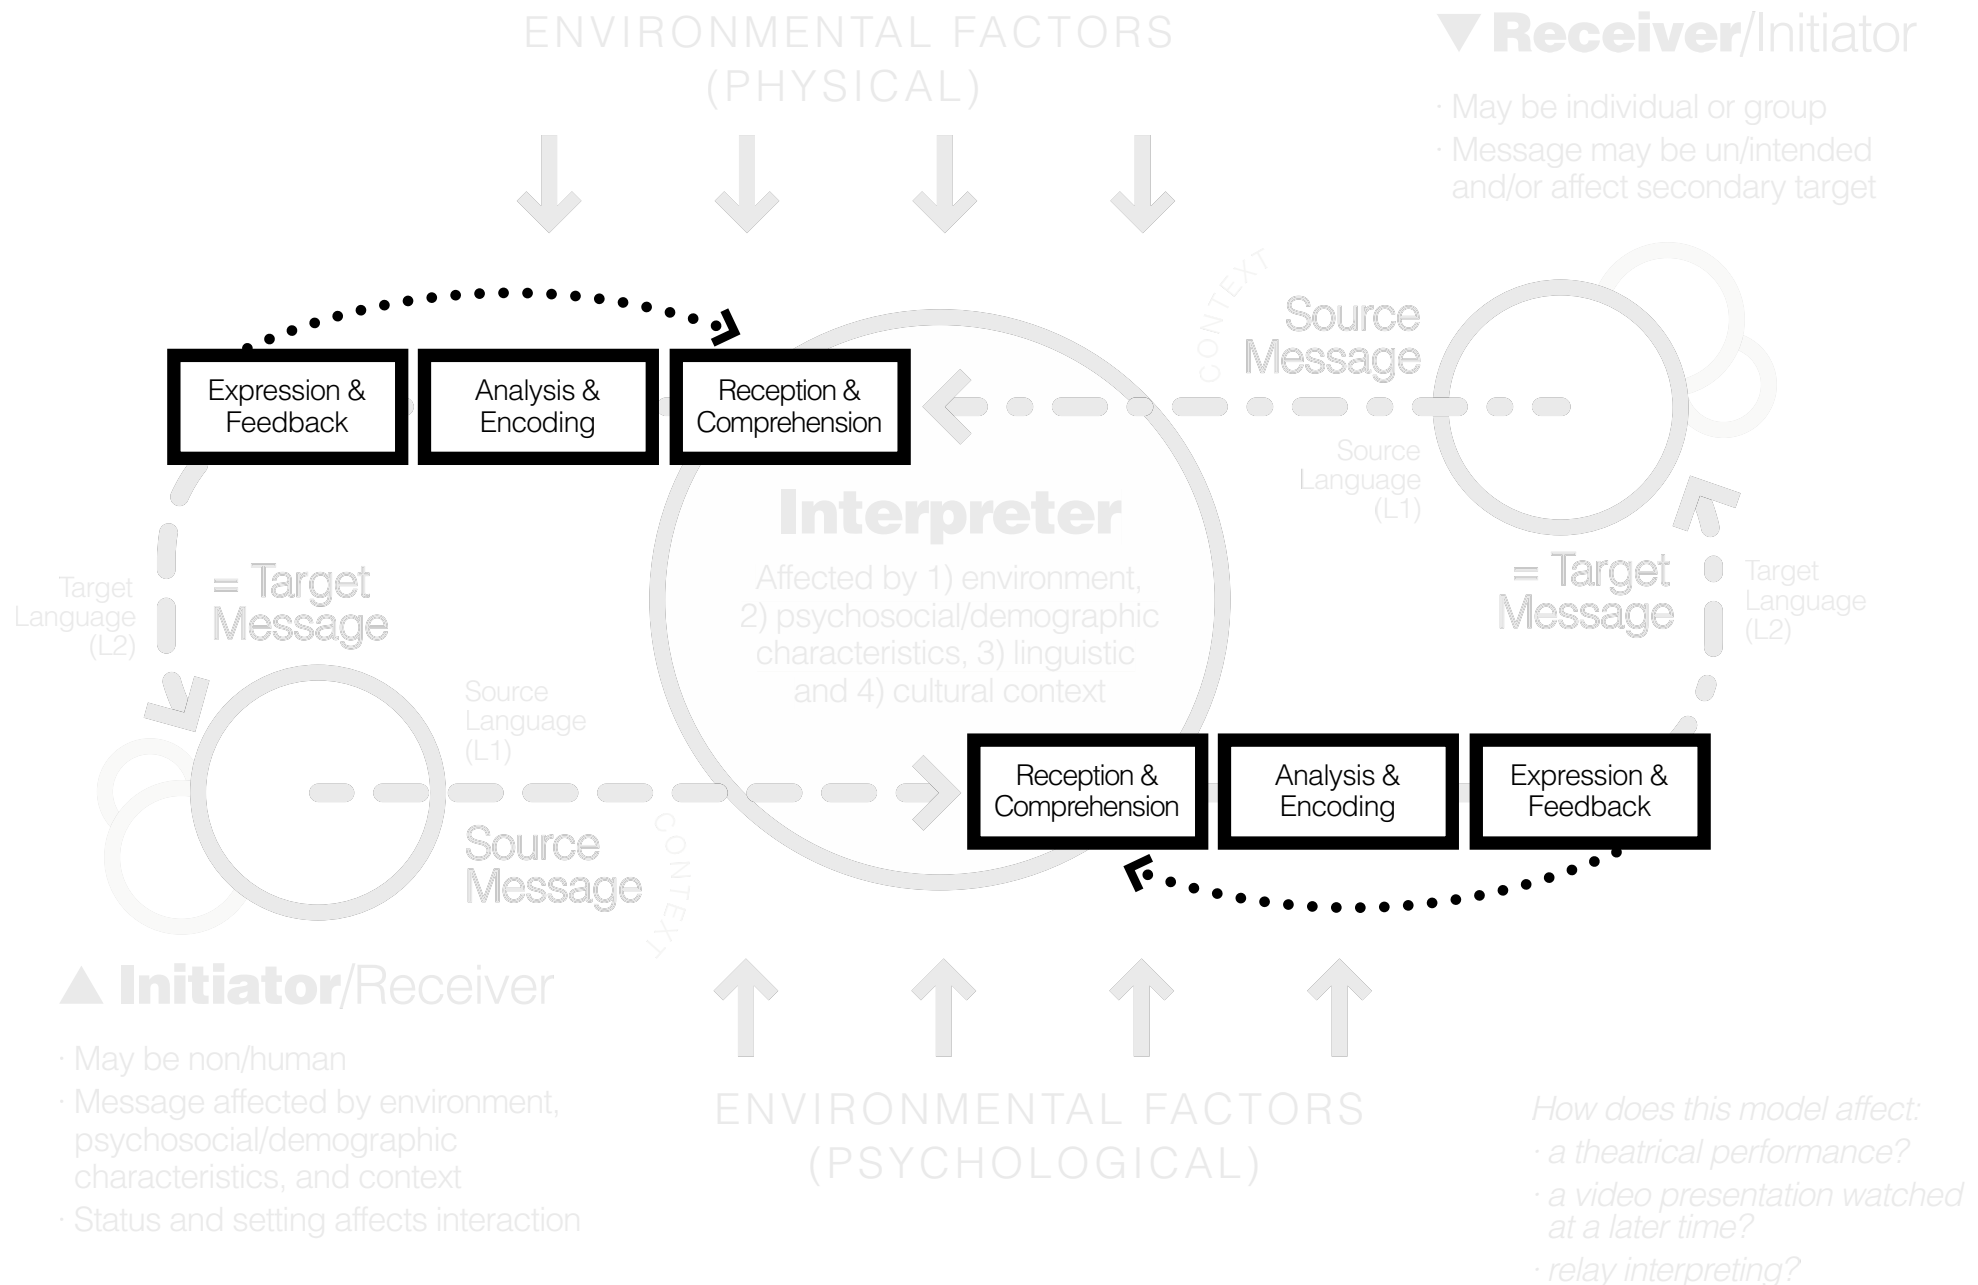 ENVIRONMENTAL FACTORS
(PHYSICAL)
▼ Receiver/Initiator
· May be individual or group
· Message may be un/intended
and/or affect secondary target
CONTEXT
Source
Message
Expression &
Feedback
Analysis &
Encoding
Reception &
Comprehension
Source
Language
(L1)
Interpreter
Affected by 1) environment,
2) psychosocial/demographic
characteristics, 3) linguistic
and 4) cultural context
Target
Language
(L2)
= Target
Message
= Target
Message
Target
Language
(L2)
Source
Language
(L1)
Reception &
Comprehension
Analysis &
Encoding
Expression &
Feedback
Source
Message
CONTEXT
▲ Initiator/Receiver
· May be non/human
· Message affected by environment,
psychosocial/demographic
characteristics, and context
· Status and setting affects interaction
ENVIRONMENTAL FACTORS
(PSYCHOLOGICAL)
How does this model affect:
· a theatrical performance?
· a video presentation watched
at a later time?
· relay interpreting?